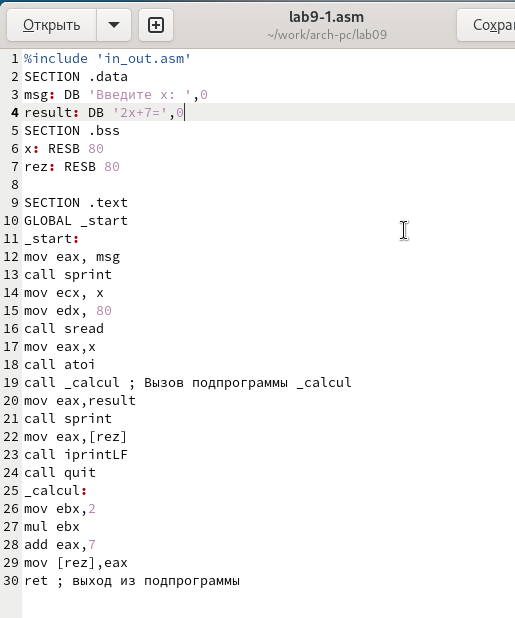 Открыть
lab9-1.asm
~/work/arch-pc/lab09
1 %include 'in_out.asm'
2 SECTION .data
3 msg: DB 'Введите x: ',0
4 result: DB '2x+7=',0
5 SECTION .bss
6 x: RESB 80
7 rez: RESB 80
8
9 SECTION .text
10 GLOBAL _start
11 _start:
12 mov eax, msg
13 call sprint
14 mov ecx, x
15 mov edx, 80
16 call sread
17 mov eax,x
18 call atoi
19 call _calcul ; Вызов подпрограммы _calcul
20 mov eax,result
21 call sprint
22 mov eax,[rez]
23 call iprintLF
24 call quit
25 _calcul:
26 mov ebx,2
27 mul ebx
28 add eax,7
29 mov [rez],eax
30 ret ; выход из подпрограммы